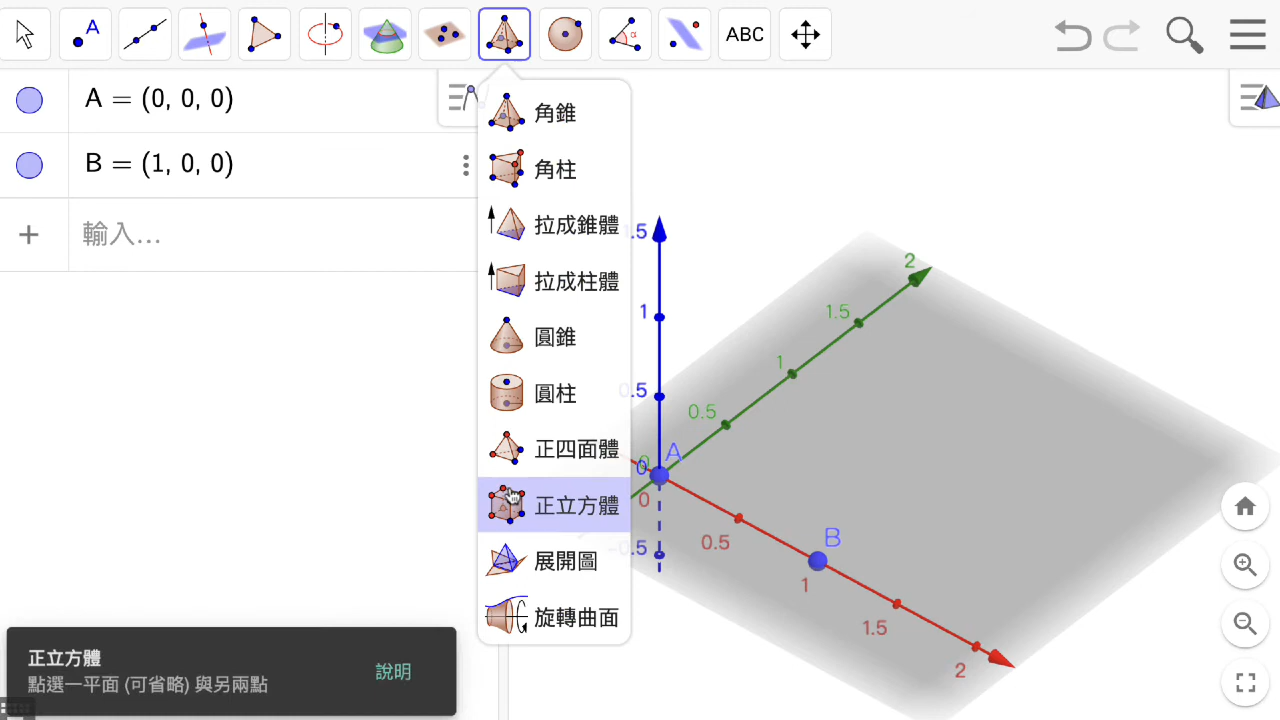 A
α
ABC
A = (0, 0, 0)
B = (1, 0, 0)
+
輸入…
角錐
角柱
拉成錐體
拉成柱體
圓錐
圓柱
正四面體
正立方體
展開圖
旋轉曲面
正立方體
點選一平面 (可省略) 與另兩點
說明
1.5
1
0.5
0
−0.5
2
1.5
1
0.5
0
A
0
0.5
B
1
1.5
2